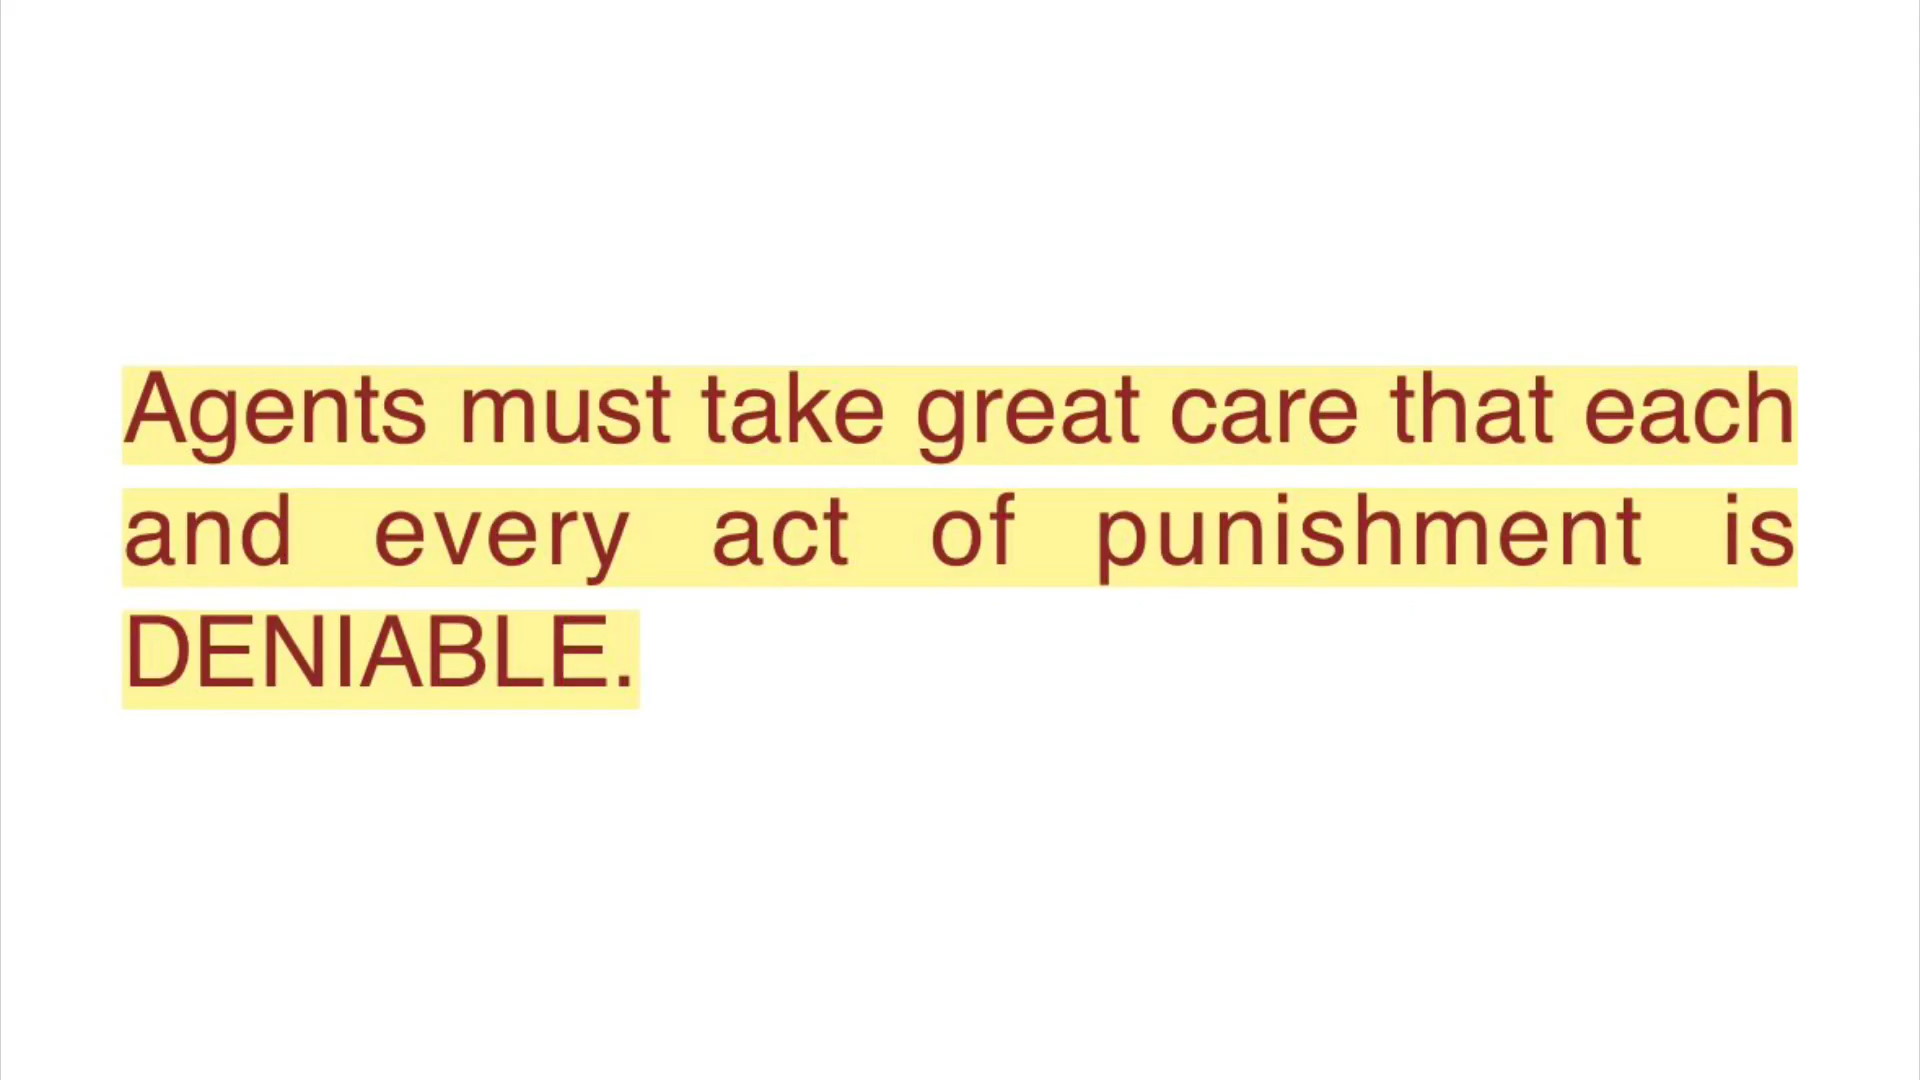 Agents must take great care that each
and every act of punishment is
DENIABLE.